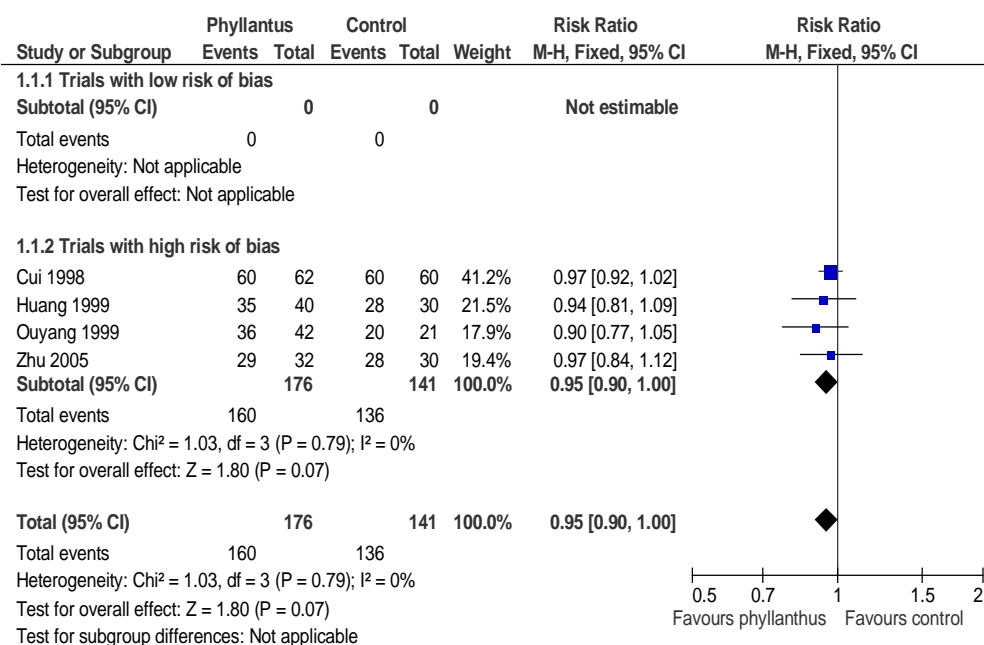 Phyllantus Control Risk Ratio Risk Ratio
Study or Subgroup Events Total Events Total Weight M-H, Fixed, 95% CI M-H, Fixed, 95% CI
1.1.1 Trials with low risk of bias
Subtotal (95% CI) 0 0 Not estimable
Total events 0 0
Heterogeneity: Not applicable
Test for overall effect: Not applicable
1.1.2 Trials with high risk of bias
Cui 1998 60 62 60 60 41.2% 0.97 [0.92, 1.02]
Huang 1999 35 40 28 30 21.5% 0.94 [0.81, 1.09]
Ouyang 1999 36 42 20 21 17.9% 0.90 [0.77, 1.05]
Zhu 2005 29 32 28 30 19.4% 0.97 [0.84, 1.12]
Subtotal (95% CI) 176 141 100.0% 0.95 [0.90, 1.00]
Total events 160 136
Heterogeneity: Chi² = 1.03, df = 3 (P = 0.79); I² = 0%
Test for overall effect: Z = 1.80 (P = 0.07)
Total (95% CI) 176 141 100.0% 0.95 [0.90, 1.00]
Total events 160 136
Heterogeneity: Chi² = 1.03, df = 3 (P = 0.79); I² = 0%
Test for overall effect: Z = 1.80 (P = 0.07)
Test for subgroup differences: Not applicable
0.5 0.7 1 1.5 2
Favours phyllanthus Favours control